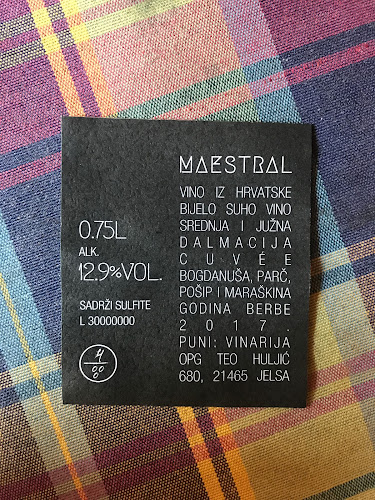 MAESTRAL
VINO IZ HRVATSKE
BIJELO SUHO VINO
SREDNJA I JUŽNA
DALMACIJA
CUVÉE
BOGDANUŠA, PARČ,
POŠIP I MARAŠKINA
GODINA BERBE
2017.
PUNI: VINARIJA
OPG TEO HULJIĆ
680, 21465 JELSA
0.75L
ALK.
12.9%VOL.
SADRŽI SULFITE
L 30000000